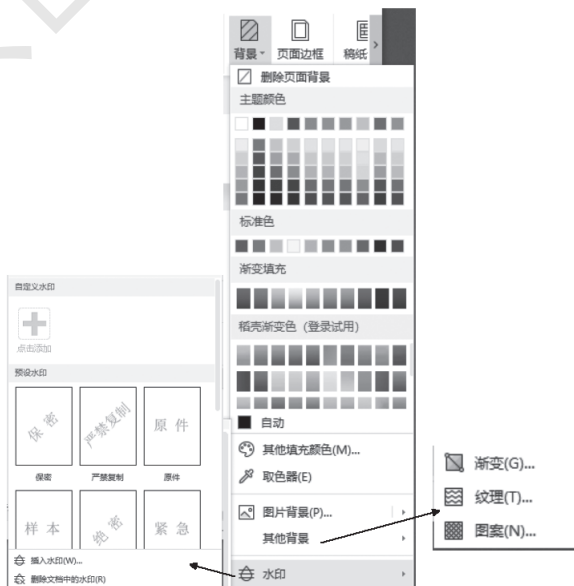 背景 页面边框 稿纸
删除页面背景
主题颜色
标准色
渐变填充
稻壳渐变色（登录试用）
自动
其他填充颜色(M)...
取色器(E)
图片背景(P)...
其他背景
水印
自定义水印
点击添加
预设水印
保密 严禁复制 原件
保密 严禁复制 原件
样本 绝密 紧急
插入水印(W)...
删除文档中的水印(R)
渐变(G)...
纹理(T)...
图案(N)...